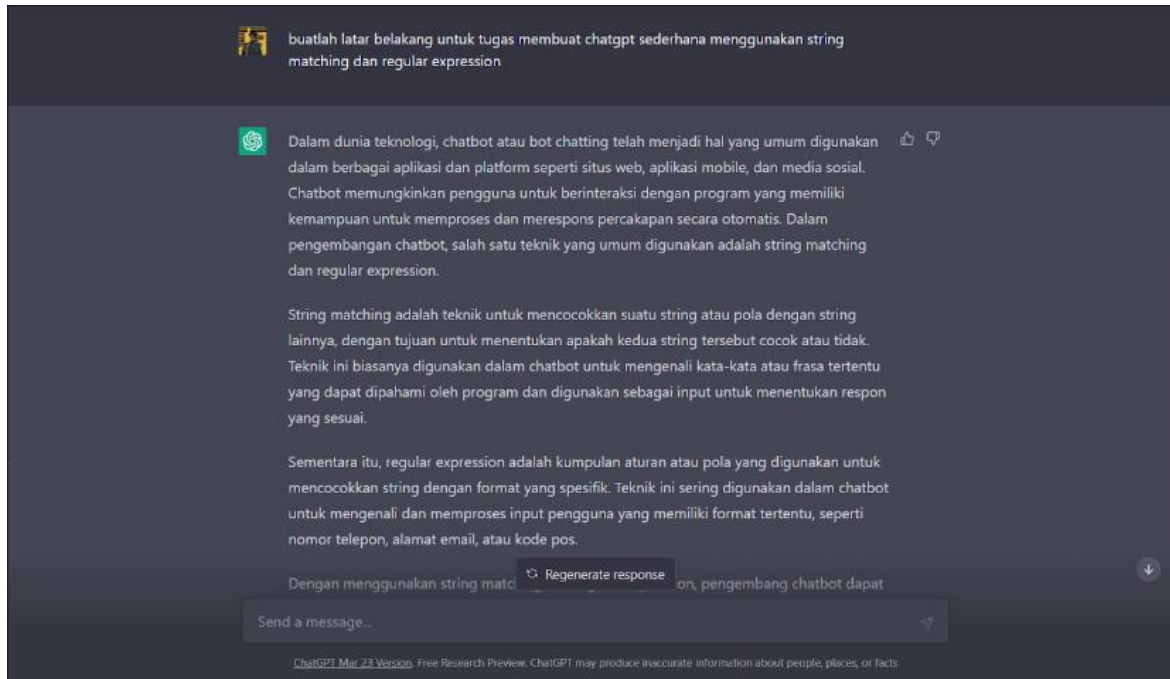 buatlah latar belakang untuk tugas membuat chatgpt sederhana menggunakan string
matching dan regular expression
Dalam dunia teknologi, chatbot atau bot chatting telah menjadi hal yang umum digunakan
dalam berbagai aplikasi dan platform seperti situs web, aplikasi mobile, dan media sosial.
Chatbot memungkinkan pengguna untuk berinteraksi dengan program yang memiliki
kemampuan untuk memproses dan merespons percakapan secara otomatis. Dalam
pengembangan chatbot, salah satu teknik yang umum digunakan adalah string matching
dan regular expression.
String matching adalah teknik untuk mencocokkan suatu string atau pola dengan string
lainnya, dengan tujuan untuk menentukan apakah kedua string tersebut cocok atau tidak.
Teknik ini biasanya digunakan dalam chatbot untuk mengenali kata-kata atau frasa tertentu
yang dapat dipahami oleh program dan digunakan sebagai input untuk menentukan respon
yang sesuai.
Sementara itu, regular expression adalah kumpulan aturan atau pola yang digunakan untuk
mencocokkan string dengan format yang spesifik. Teknik ini sering digunakan dalam chatbot
untuk mengenali dan memproses input pengguna yang memiliki format tertentu, seperti
nomor telepon, alamat email, atau kode pos.
Dengan menggunakan string matc on, pengembang chatbot dapat
Regenerate response
Send a message...
ChatGPT Mar 23 Version. Free Research Preview. ChatGPT may produce inaccurate information about people, places, or facts